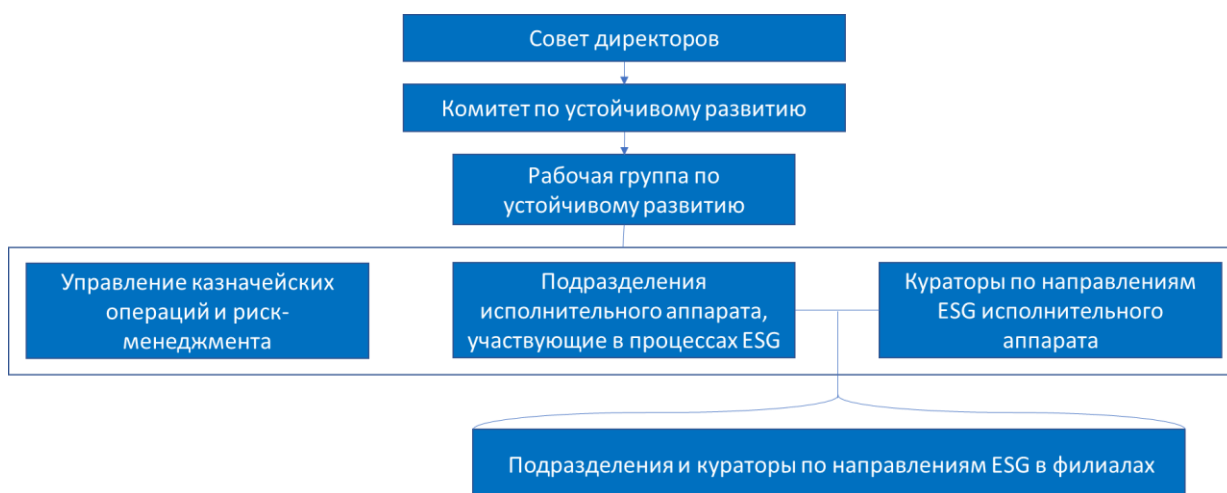 Совет директоров
Комитет по устойчивому развитию
Рабочая группа по
устойчивому развитию
Управление казначейских
операций и риск-
менеджмента
Подразделения
исполнительного аппарата,
участвующие в процессах ESG
Кураторы по направлениям
ESG исполнительного
аппарата
Подразделения и кураторы по направлениям ESG в филиалах